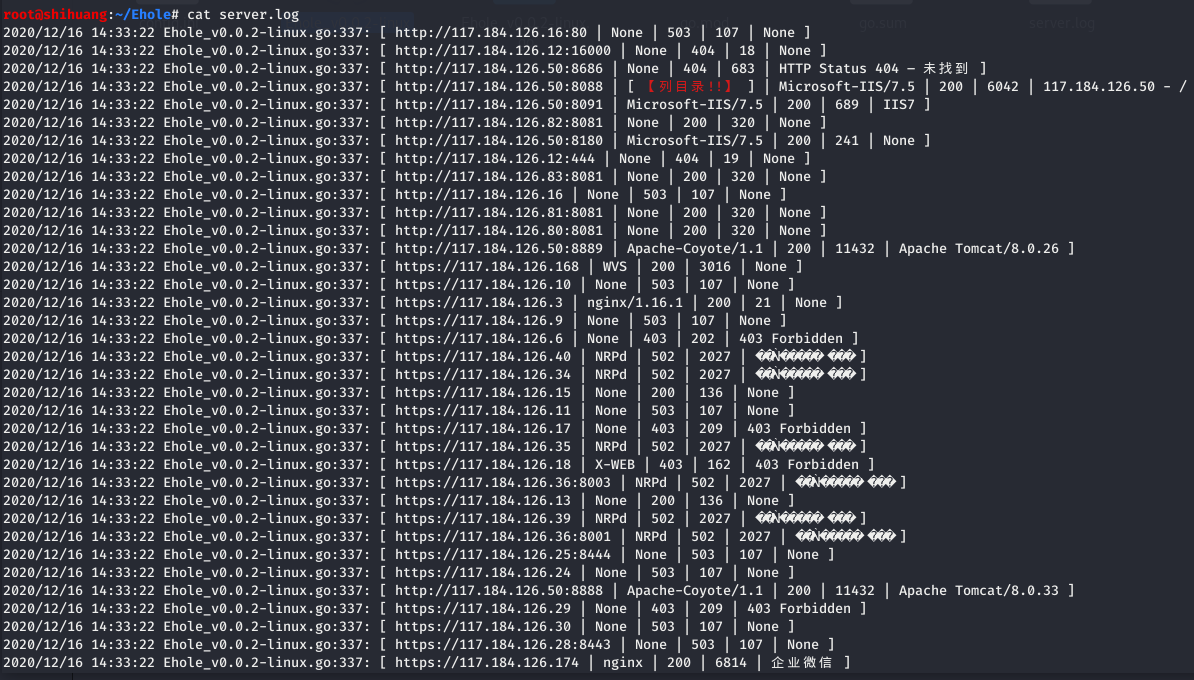 root@shihuang:~/Ehole# cat server.log
2020/12/16 14:33:22 Ehole_v0.0.2-linux.go:337: [ http://117.184.126.16:80 | None | 503 | 107 | None ]
2020/12/16 14:33:22 Ehole_v0.0.2-linux.go:337: [ http://117.184.126.12:16000 | None | 404 | 18 | None ]
2020/12/16 14:33:22 Ehole_v0.0.2-linux.go:337: [ http://117.184.126.50:8686 | None | 404 | 683 | HTTP Status 404 – 未找到 ]
2020/12/16 14:33:22 Ehole_v0.0.2-linux.go:337: [ http://117.184.126.50:8088 | [ 【列目录!!】 ] | Microsoft-IIS/7.5 | 200 | 6042 | 117.184.126.50 - /
2020/12/16 14:33:22 Ehole_v0.0.2-linux.go:337: [ http://117.184.126.50:8091 | Microsoft-IIS/7.5 | 200 | 689 | IIS7 ]
2020/12/16 14:33:22 Ehole_v0.0.2-linux.go:337: [ http://117.184.126.82:8081 | None | 200 | 320 | None ]
2020/12/16 14:33:22 Ehole_v0.0.2-linux.go:337: [ http://117.184.126.50:8180 | Microsoft-IIS/7.5 | 200 | 241 | None ]
2020/12/16 14:33:22 Ehole_v0.0.2-linux.go:337: [ http://117.184.126.12:444 | None | 404 | 19 | None ]
2020/12/16 14:33:22 Ehole_v0.0.2-linux.go:337: [ http://117.184.126.83:8081 | None | 200 | 320 | None ]
2020/12/16 14:33:22 Ehole_v0.0.2-linux.go:337: [ http://117.184.126.16 | None | 503 | 107 | None ]
2020/12/16 14:33:22 Ehole_v0.0.2-linux.go:337: [ http://117.184.126.81:8081 | None | 200 | 320 | None ]
2020/12/16 14:33:22 Ehole_v0.0.2-linux.go:337: [ http://117.184.126.80:8081 | None | 200 | 320 | None ]
2020/12/16 14:33:22 Ehole_v0.0.2-linux.go:337: [ http://117.184.126.50:8889 | Apache-Coyote/1.1 | 200 | 11432 | Apache Tomcat/8.0.26 ]
2020/12/16 14:33:22 Ehole_v0.0.2-linux.go:337: [ https://117.184.126.168 | WVS | 200 | 3016 | None ]
2020/12/16 14:33:22 Ehole_v0.0.2-linux.go:337: [ https://117.184.126.10 | None | 503 | 107 | None ]
2020/12/16 14:33:22 Ehole_v0.0.2-linux.go:337: [ https://117.184.126.3 | nginx/1.16.1 | 200 | 21 | None ]
2020/12/16 14:33:22 Ehole_v0.0.2-linux.go:337: [ https://117.184.126.9 | None | 503 | 107 | None ]
2020/12/16 14:33:22 Ehole_v0.0.2-linux.go:337: [ https://117.184.126.6 | None | 403 | 202 | 403 Forbidden ]
2020/12/16 14:33:22 Ehole_v0.0.2-linux.go:337: [ https://117.184.126.40 | NRPd | 502 | 2027 | ]
2020/12/16 14:33:22 Ehole_v0.0.2-linux.go:337: [ https://117.184.126.34 | NRPd | 502 | 2027 | ]
2020/12/16 14:33:22 Ehole_v0.0.2-linux.go:337: [ https://117.184.126.15 | None | 200 | 136 | None ]
2020/12/16 14:33:22 Ehole_v0.0.2-linux.go:337: [ https://117.184.126.11 | None | 503 | 107 | None ]
2020/12/16 14:33:22 Ehole_v0.0.2-linux.go:337: [ https://117.184.126.17 | None | 403 | 209 | 403 Forbidden ]
2020/12/16 14:33:22 Ehole_v0.0.2-linux.go:337: [ https://117.184.126.35 | NRPd | 502 | 2027 | ]
2020/12/16 14:33:22 Ehole_v0.0.2-linux.go:337: [ https://117.184.126.18 | X-WEB | 403 | 162 | 403 Forbidden ]
2020/12/16 14:33:22 Ehole_v0.0.2-linux.go:337: [ https://117.184.126.36:8003 | NRPd | 502 | 2027 | ]
2020/12/16 14:33:22 Ehole_v0.0.2-linux.go:337: [ https://117.184.126.13 | None | 200 | 136 | None ]
2020/12/16 14:33:22 Ehole_v0.0.2-linux.go:337: [ https://117.184.126.39 | NRPd | 502 | 2027 | ]
2020/12/16 14:33:22 Ehole_v0.0.2-linux.go:337: [ https://117.184.126.36:8001 | NRPd | 502 | 2027 | ]
2020/12/16 14:33:22 Ehole_v0.0.2-linux.go:337: [ https://117.184.126.25:8444 | None | 503 | 107 | None ]
2020/12/16 14:33:22 Ehole_v0.0.2-linux.go:337: [ https://117.184.126.24 | None | 503 | 107 | None ]
2020/12/16 14:33:22 Ehole_v0.0.2-linux.go:337: [ https://117.184.126.50:8888 | Apache-Coyote/1.1 | 200 | 11432 | Apache Tomcat/8.0.33 ]
2020/12/16 14:33:22 Ehole_v0.0.2-linux.go:337: [ https://117.184.126.29 | None | 403 | 209 | 403 Forbidden ]
2020/12/16 14:33:22 Ehole_v0.0.2-linux.go:337: [ https://117.184.126.30 | None | 503 | 107 | None ]
2020/12/16 14:33:22 Ehole_v0.0.2-linux.go:337: [ https://117.184.126.28:8443 | None | 503 | 107 | None ]
2020/12/16 14:33:22 Ehole_v0.0.2-linux.go:337: [ https://117.184.126.174 | nginx | 200 | 6814 | 企业微信 ]